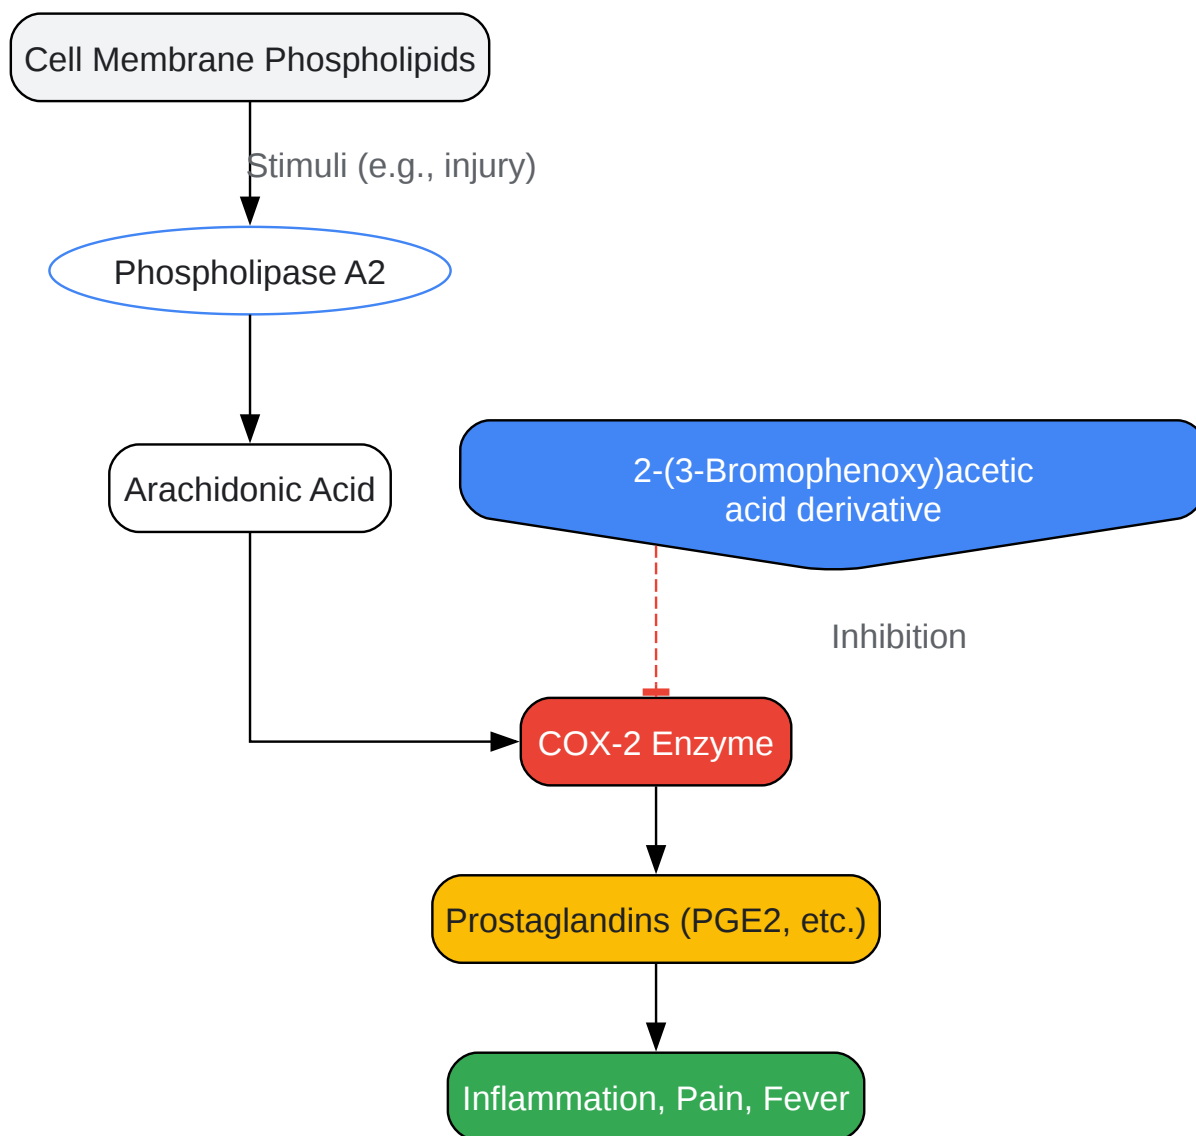 Cell Membrane Phospholipids
Stimuli (e.g., injury)
Phospholipase A2
Arachidonic Acid
2-(3-Bromophenoxy)acetic
acid derivative
Inhibition
COX-2 Enzyme
Prostaglandins (PGE2, etc.)
Inflammation, Pain, Fever